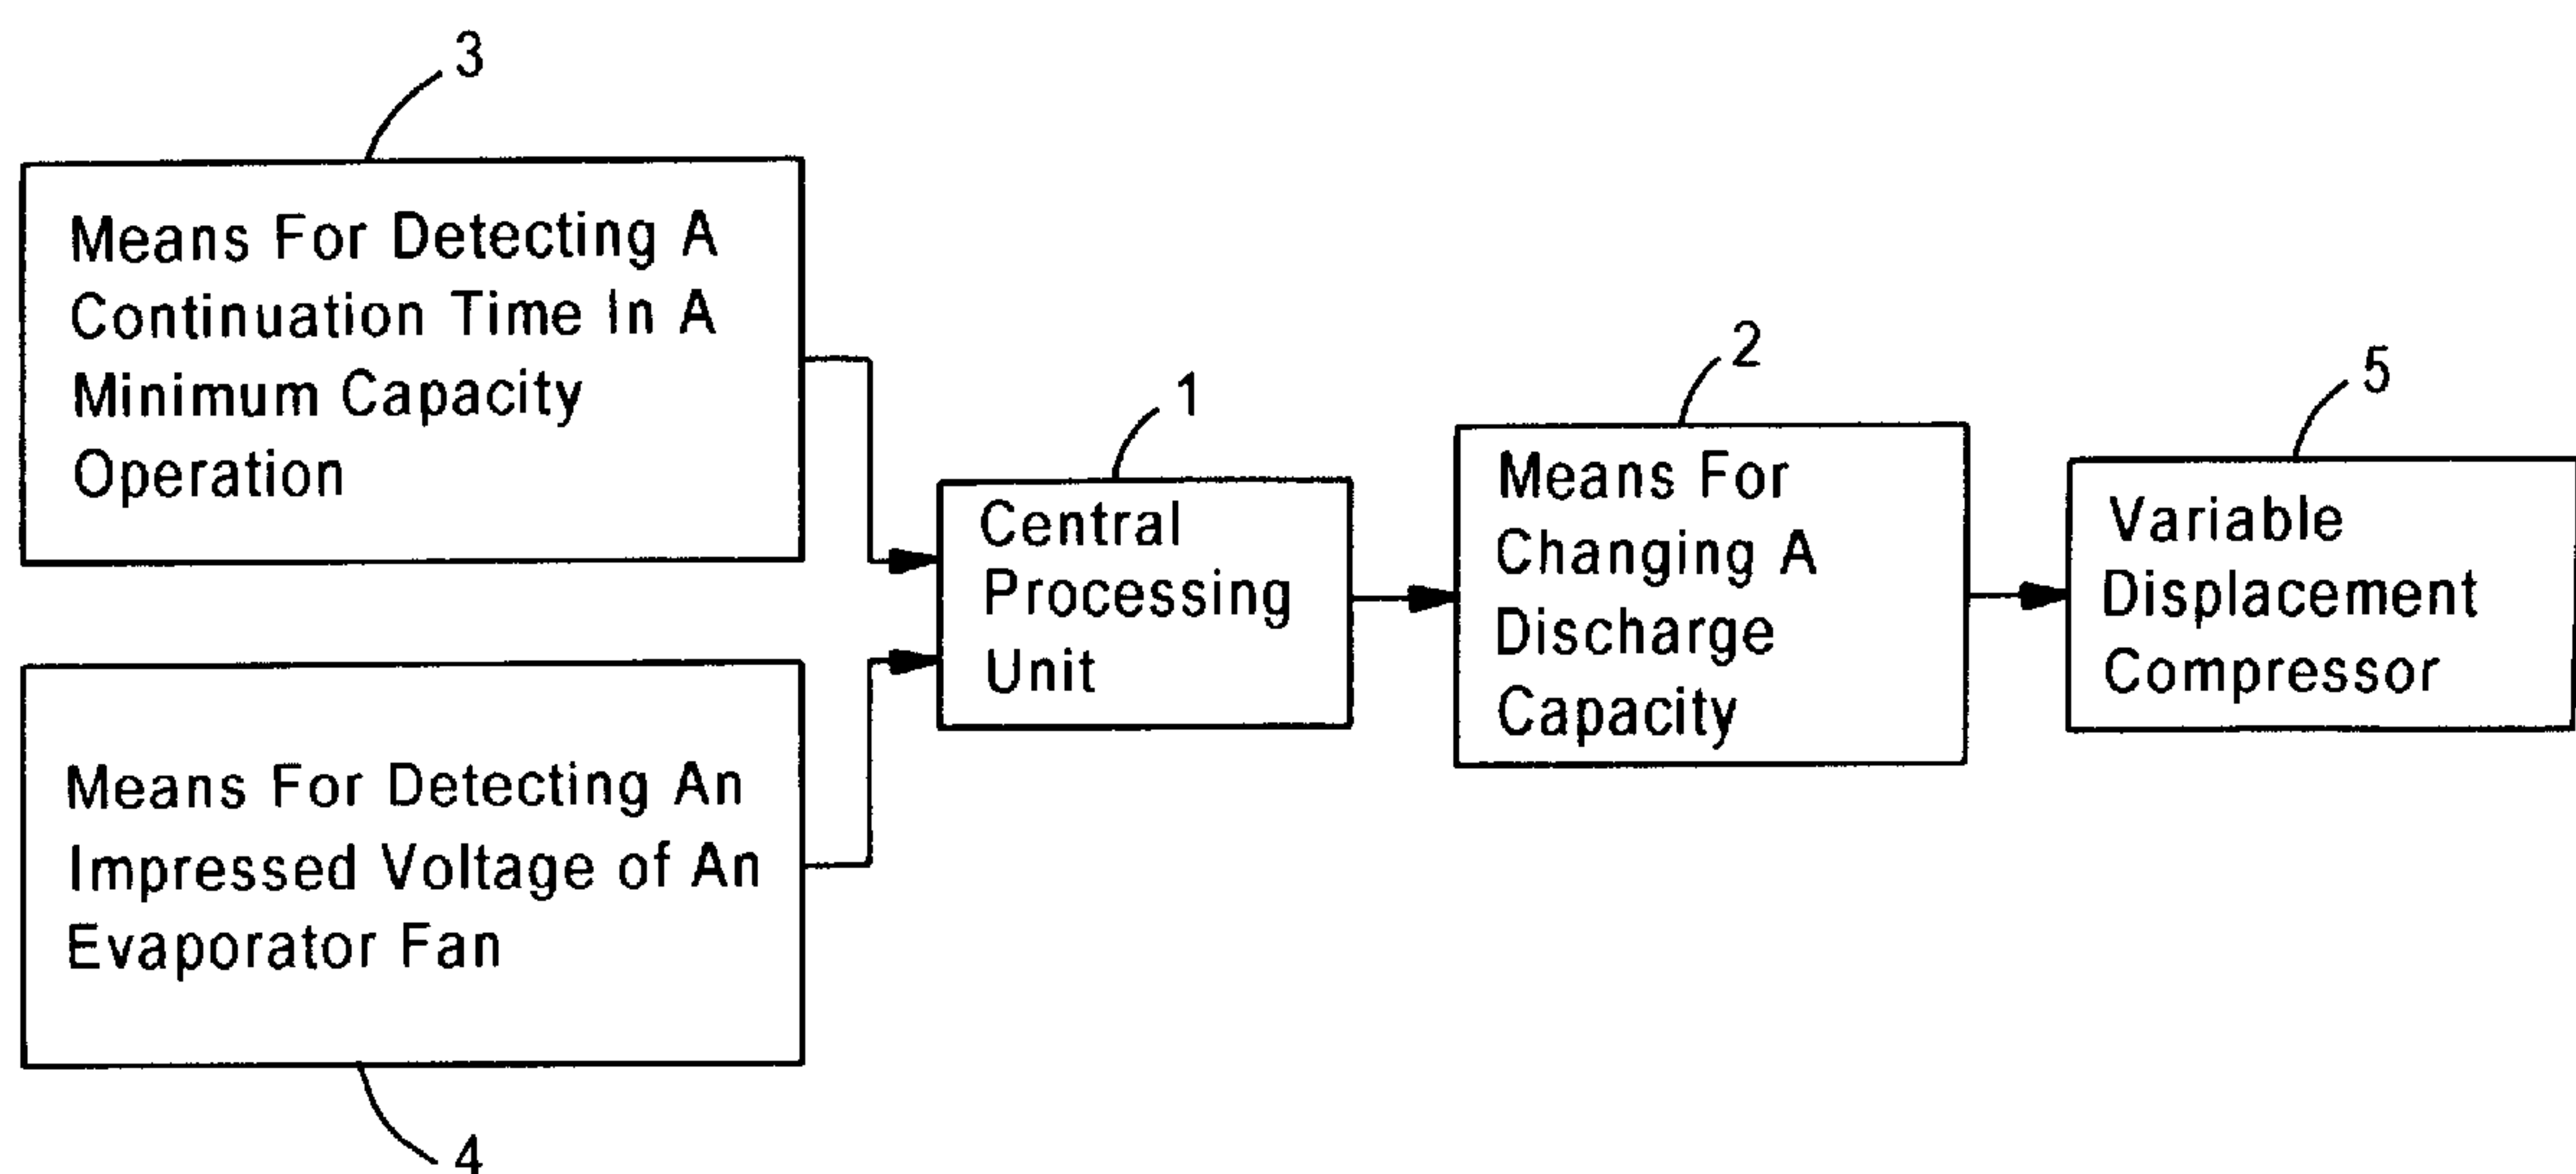 3
Means For Detecting A
Continuation Time In A
Minimum Capacity
Operation
Means For Detecting An
Impressed Voltage of An
Evaporator Fan
4
1
Central
Processing
Unit
2
Means For
Changing A
Discharge
Capacity
5
Variable
Displacement
Compressor